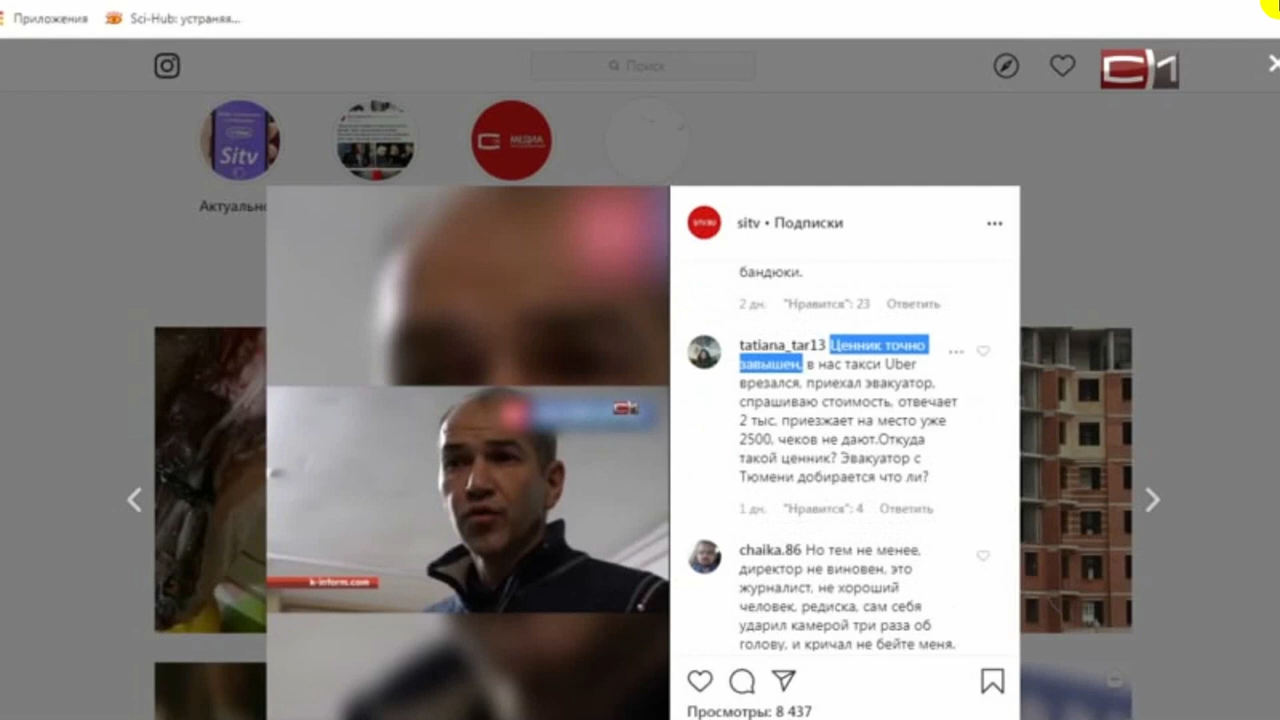 Приложения
Sci-Hub: устраня...
Поиск
С1
Sitv
МЕДИА
Актуально
sitv • Подписки
бандюки.
2 дн. "Нравится": 23 Ответить
tatiana_tar13 Ценник точно
завышен, в нас такси Uber
врезался, приехал эвакуатор,
спрашиваю стоимость, отвечает
2 тыс, приезжает на место уже
2500, чеков не дают.Откуда
такой ценник? Эвакуатор с
Тюмени добирается что ли?
1 дн. "Нравится": 4 Ответить
chaika.86 Но тем не менее,
директор не виновен, это
журналист, не хороший
человек, редиска, сам себя
ударил камерой три раза об
голову, и кричал не бейте меня.
k-inform.com
Просмотры: 8 437